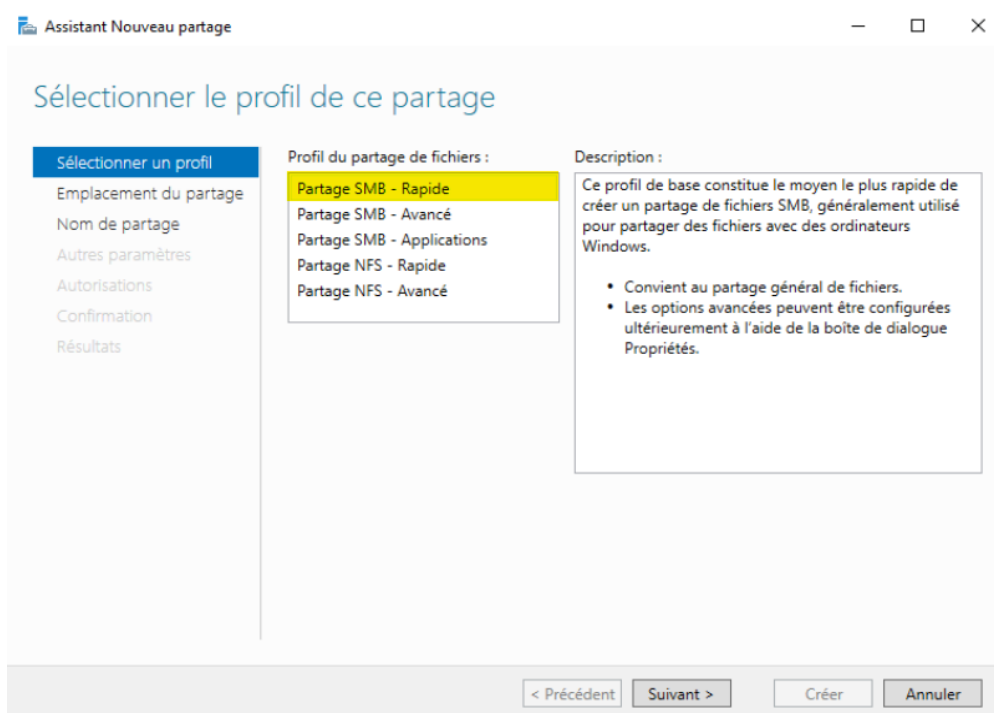 Assistant Nouveau partage
Sélectionner le profil de ce partage
Sélectionner un profil
Emplacement du partage
Nom de partage
Autres paramètres
Autorisations
Confirmation
Résultats
Profil du partage de fichiers :
Partage SMB - Rapide
Partage SMB - Avancé
Partage SMB - Applications
Partage NFS - Rapide
Partage NFS - Avancé
Description :
Ce profil de base constitue le moyen le plus rapide de
créer un partage de fichiers SMB, généralement utilisé
pour partager des fichiers avec des ordinateurs
Windows.
• Convient au partage général de fichiers.
• Les options avancées peuvent être configurées
ultérieurement à l'aide de la boîte de dialogue
Propriétés.
< Précédent
Suivant >
Créer
Annuler